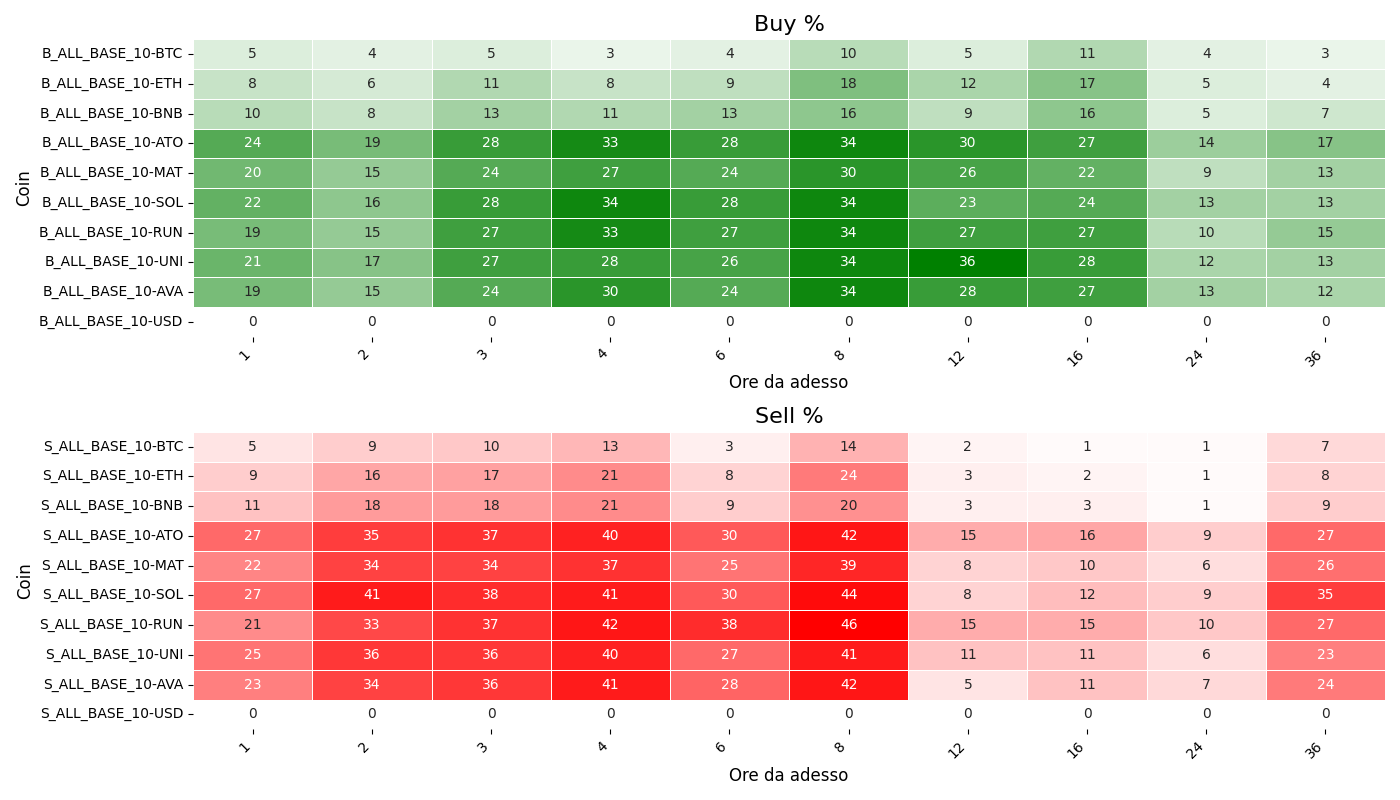 Buy %
Coin
B_ALL_BASE_10-BTC 5 4 5 3 4 10 5 11 4 3
B_ALL_BASE_10-ETH 8 6 11 8 9 18 12 17 5 4
B_ALL_BASE_10-BNB 10 8 13 11 13 16 9 16 5 7
B_ALL_BASE_10-ATO 24 19 28 33 28 34 30 27 14 17
B_ALL_BASE_10-MAT 20 15 24 27 24 30 26 22 9 13
B_ALL_BASE_10-SOL 22 16 28 34 28 34 23 24 13 13
B_ALL_BASE_10-RUN 19 15 27 33 27 34 27 27 10 15
B_ALL_BASE_10-UNI 21 17 27 28 26 34 36 28 12 13
B_ALL_BASE_10-AVA 19 15 24 30 24 34 28 27 13 12
B_ALL_BASE_10-USD 0 0 0 0 0 0 0 0 0 0
1 2 3 4 6 8 12 16 24 36
Ore da adesso
Sell %
Coin
S_ALL_BASE_10-BTC 5 9 10 13 3 14 2 1 1 7
S_ALL_BASE_10-ETH 9 16 17 21 8 24 3 2 1 8
S_ALL_BASE_10-BNB 11 18 18 21 9 20 3 3 1 9
S_ALL_BASE_10-ATO 27 35 37 40 30 42 15 16 9 27
S_ALL_BASE_10-MAT 22 34 34 37 25 39 8 10 6 26
S_ALL_BASE_10-SOL 27 41 38 41 30 44 8 12 9 35
S_ALL_BASE_10-RUN 21 33 37 42 38 46 15 15 10 27
S_ALL_BASE_10-UNI 25 36 36 40 27 41 11 11 6 23
S_ALL_BASE_10-AVA 23 34 36 41 28 42 5 11 7 24
S_ALL_BASE_10-USD 0 0 0 0 0 0 0 0 0 0
1 2 3 4 6 8 12 16 24 36
Ore da adesso